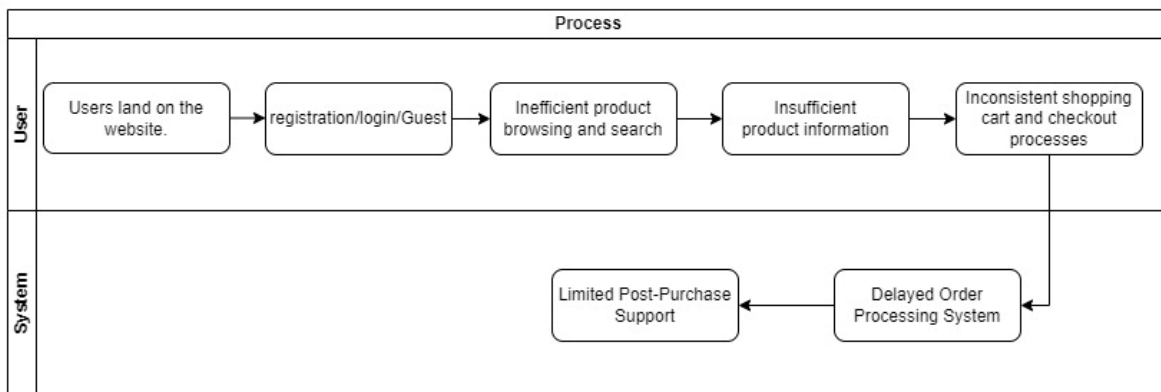 Process
User
Users land on the
website.
registration/login/Guest
Inefficient product
browsing and search
Insufficient
product information
Inconsistent shopping
cart and checkout
processes
System
Limited Post-Purchase
Support
Delayed Order
Processing System